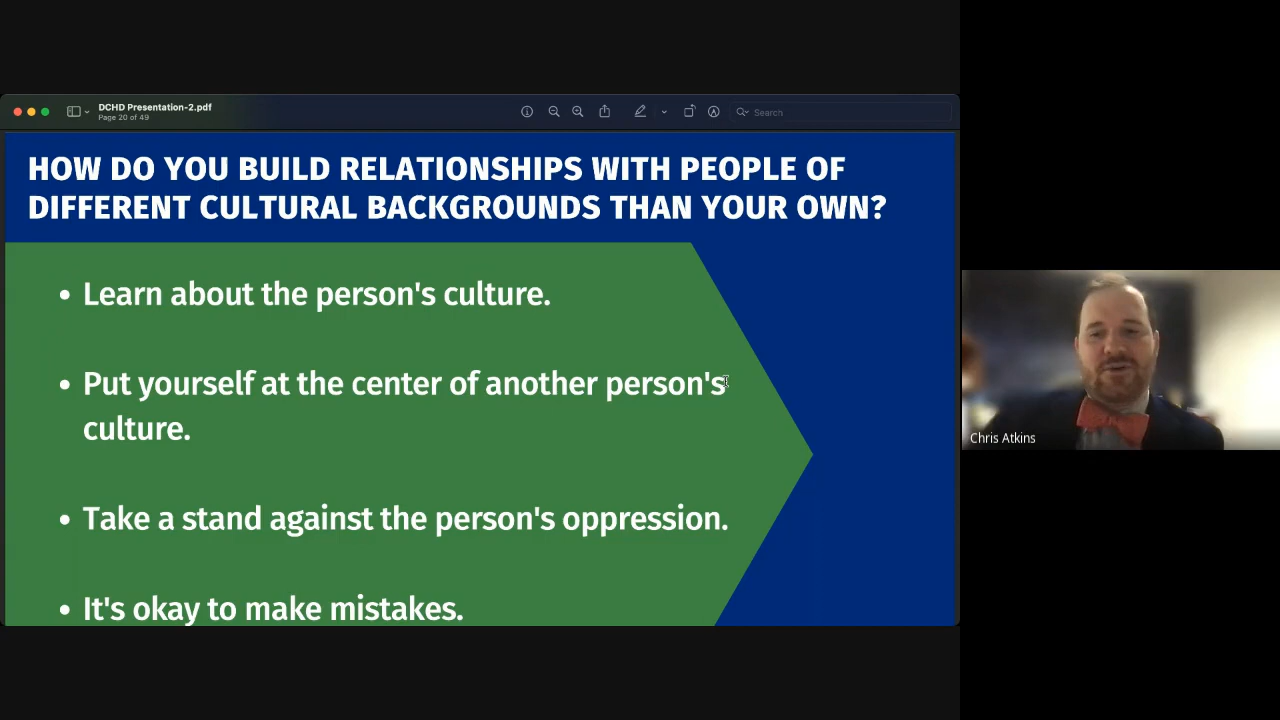 DCHD Presentation-2.pdf
Page 20 of 49
Search
HOW DO YOU BUILD RELATIONSHIPS WITH PEOPLE OF
DIFFERENT CULTURAL BACKGROUNDS THAN YOUR OWN?
• Learn about the person's culture.
• Put yourself at the center of another person's
culture.
• Take a stand against the person's oppression.
• It's okay to make mistakes.
Chris Atkins